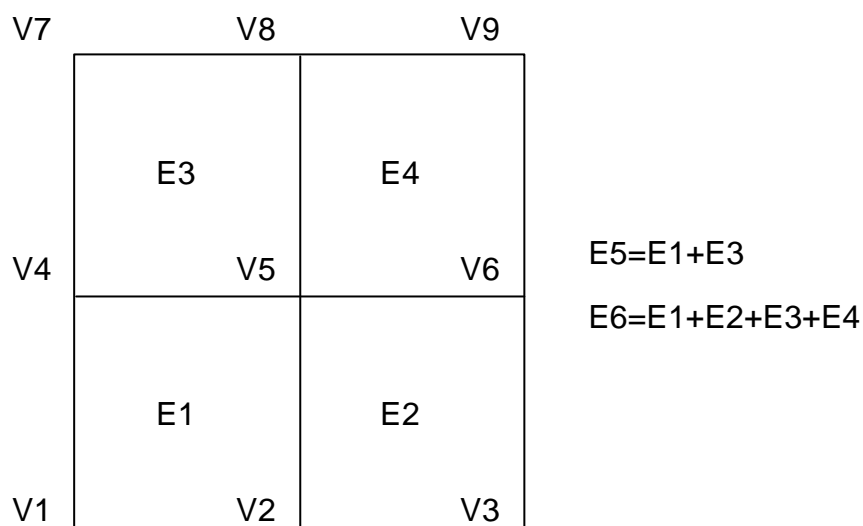 V7 V8 V9
E3 E4
V4 V5 V6
E5=E1+E3
E6=E1+E2+E3+E4
E1 E2
V1 V2 V3